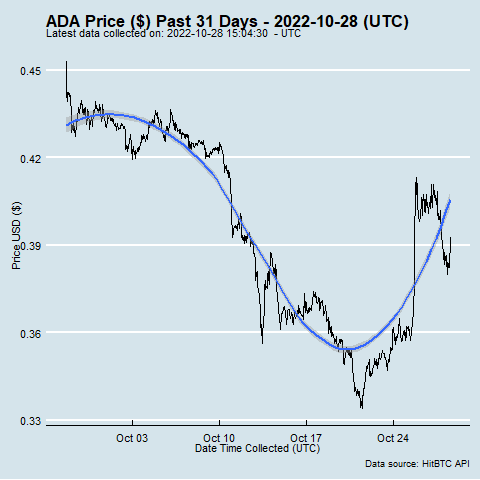 ADA Price ($) Past 31 Days - 2022-10-28 (UTC)
Latest data collected on: 2022-10-28 15:04:30 - UTC
0.45
0.42
0.39
0.36
0.33
Price USD ($)
Oct 03
Oct 10
Oct 17
Oct 24
Date Time Collected (UTC)
Data source: HitBTC API